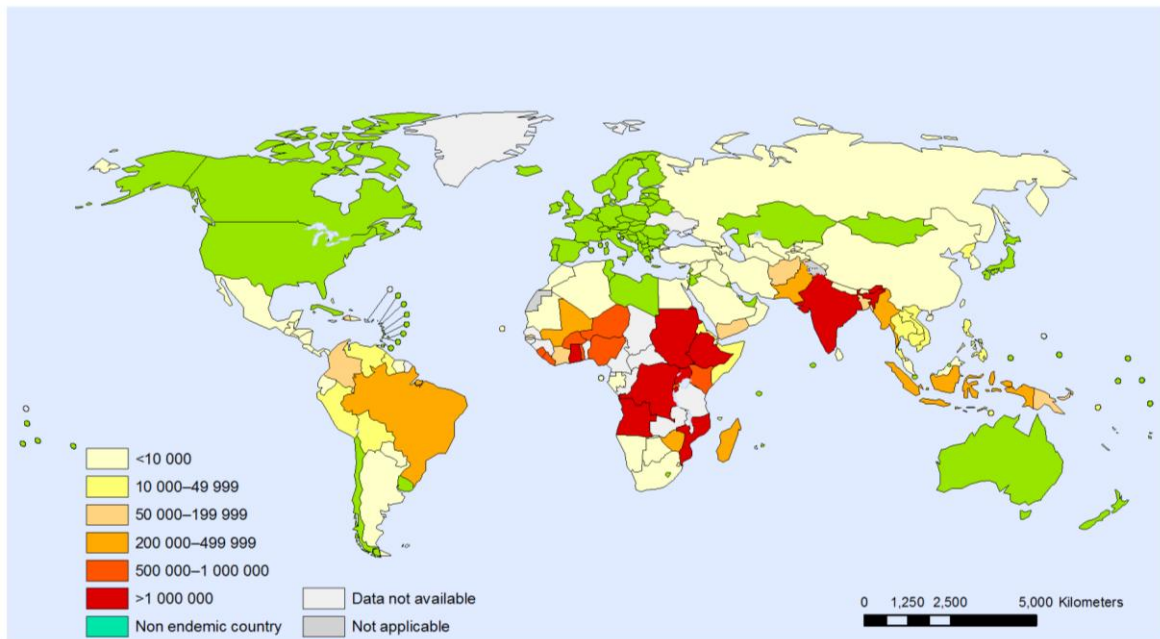 <10 000
10 000–49 999
50 000–199 999
200 000–499 999
500 000–1 000 000
>1 000 000
Non endemic country
Data not available
Not applicable
0 1,250 2,500 5,000 Kilometers